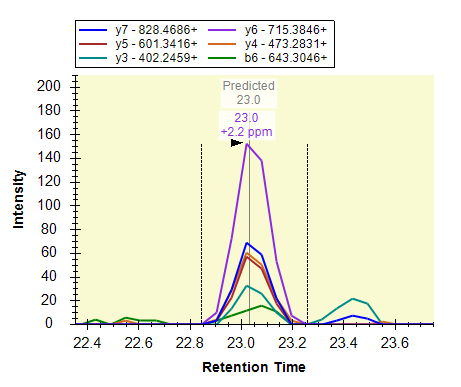 y7 - 828.4686+ y6 - 715.3846+
y5 - 601.3416+ y4 - 473.2831+
y3 - 402.2459+ b6 - 643.3046+
Predicted
23.0
23.0
+2.2 ppm
200
180
160
140
120
100
80
60
40
20
0
Intensity
22.4 22.6 22.8 23.0 23.2 23.4 23.6
Retention Time